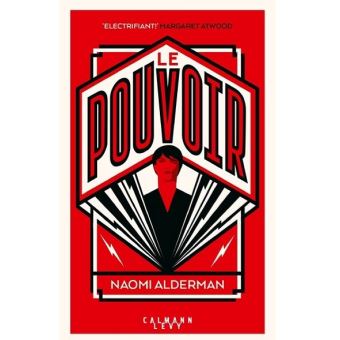 'ELECTRIFIANT!' MARGARET ATWOOD
LE
POUVOIR
NAOMI ALDERMAN
CALMANN
LEVY